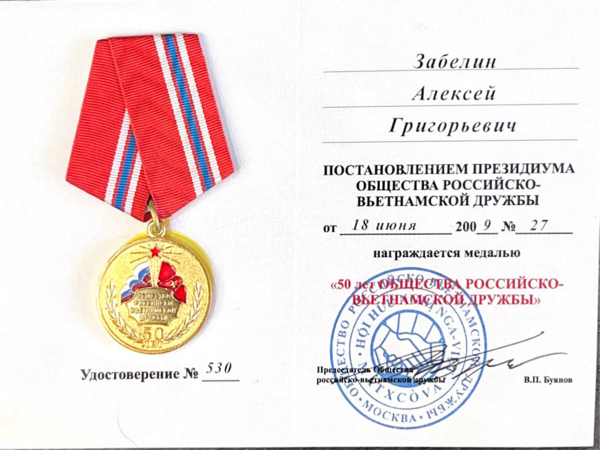 Забелин
Алексей
Григорьевич
ПОСТАНОВЛЕНИЕМ ПРЕЗИДИУМА
ОБЩЕСТВА РОССИЙСКО-
ВЬЕТНАМСКОЙ ДРУЖБЫ
от 18 июня 2009 № 27
награждается медалью
«50 лет ОБЩЕСТВА РОССИЙСКО-
ВЬЕТНАМСКОЙ ДРУЖБЫ»
Председатель Общества
российско-вьетнамской дружбы
В.П. Буянов
МОСКВА
50
Удостоверение № 530